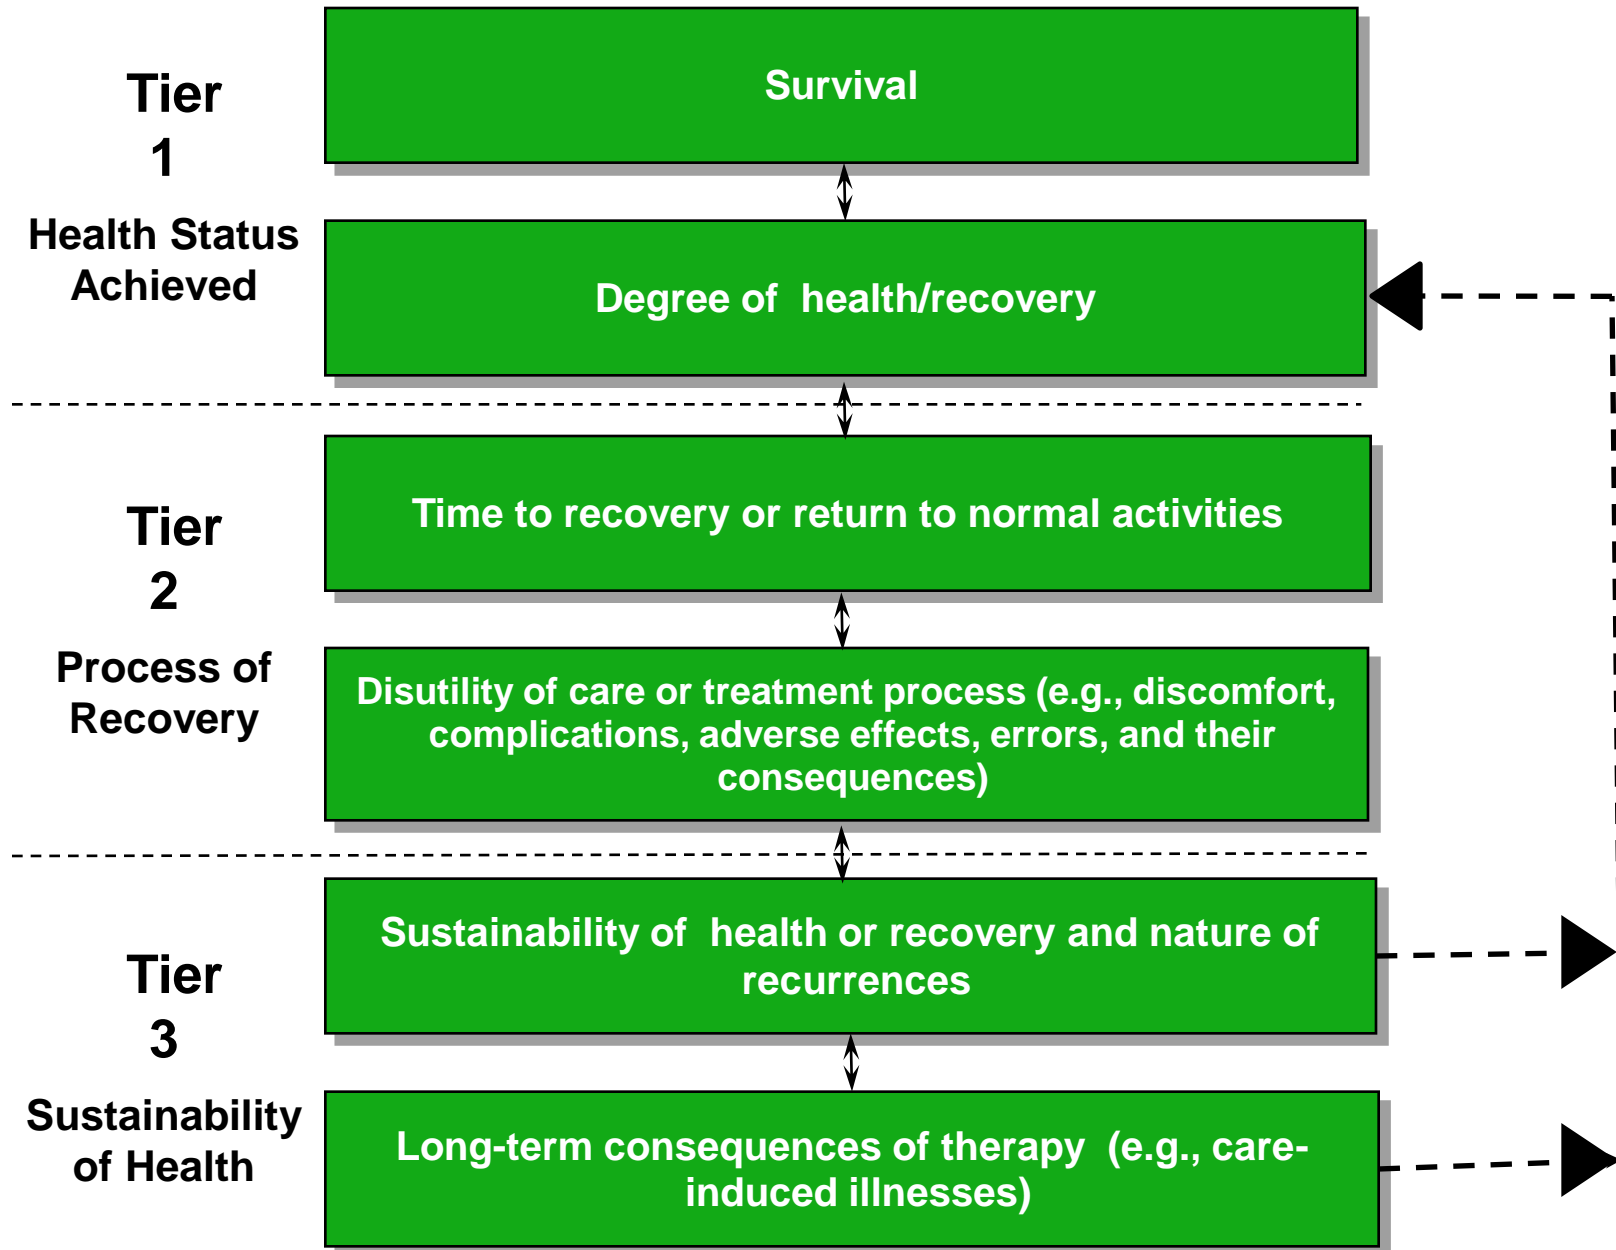 Tier
1
Health Status
Achieved
Survival
Degree of health/recovery
Tier
2
Process of
Recovery
Time to recovery or return to normal activities
Disutility of care or treatment process (e.g., discomfort,
complications, adverse effects, errors, and their
consequences)
Tier
3
Sustainability
of Health
Sustainability of health or recovery and nature of
recurrences
Long-term consequences of therapy (e.g., care-
induced illnesses)